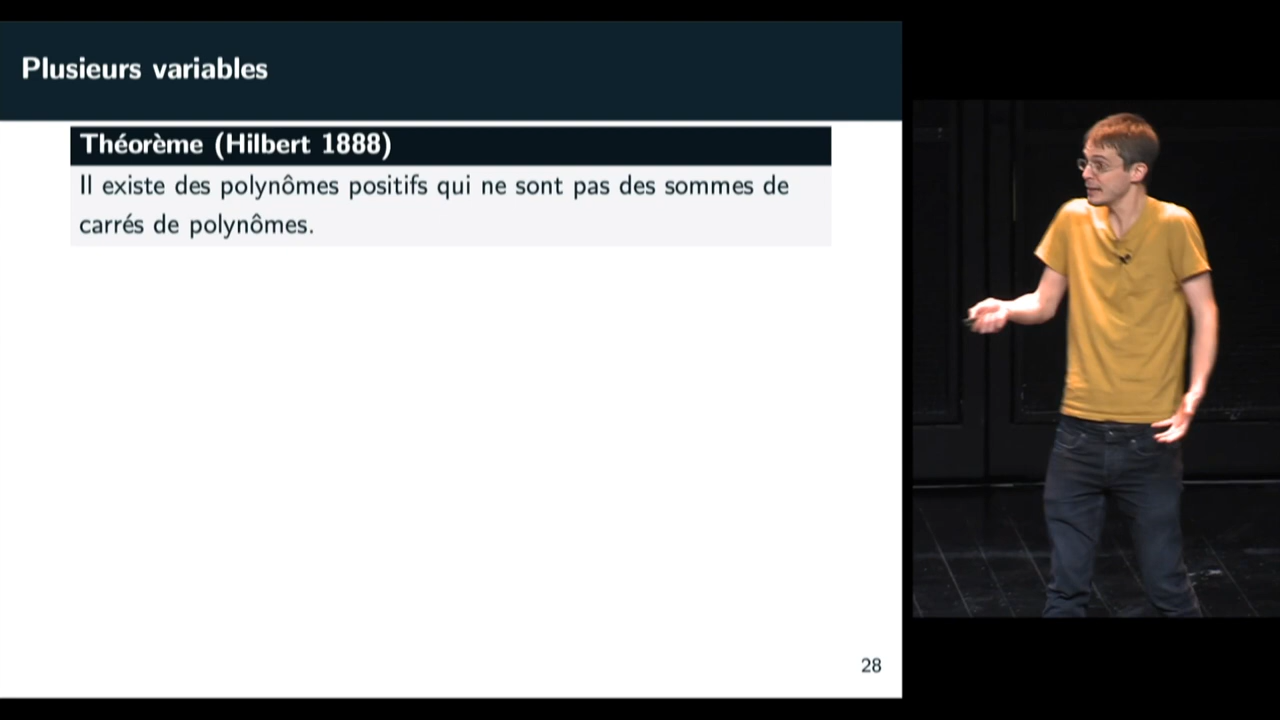 Plusieurs variables
Théorème (Hilbert 1888)
Il existe des polynômes positifs qui ne sont pas des sommes de
carrés de polynômes.
28